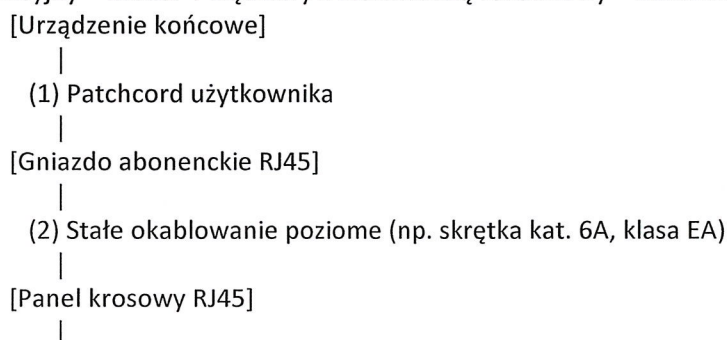 [Urządzenie końcowe]
|
(1) Patchcord użytkownika
|
[Gniazdo abonenckie RJ45]
|
(2) Stałe okablowanie poziome (np. skrętka kat. 6A, klasa EA)
|
[Panel krosowy RJ45]
|